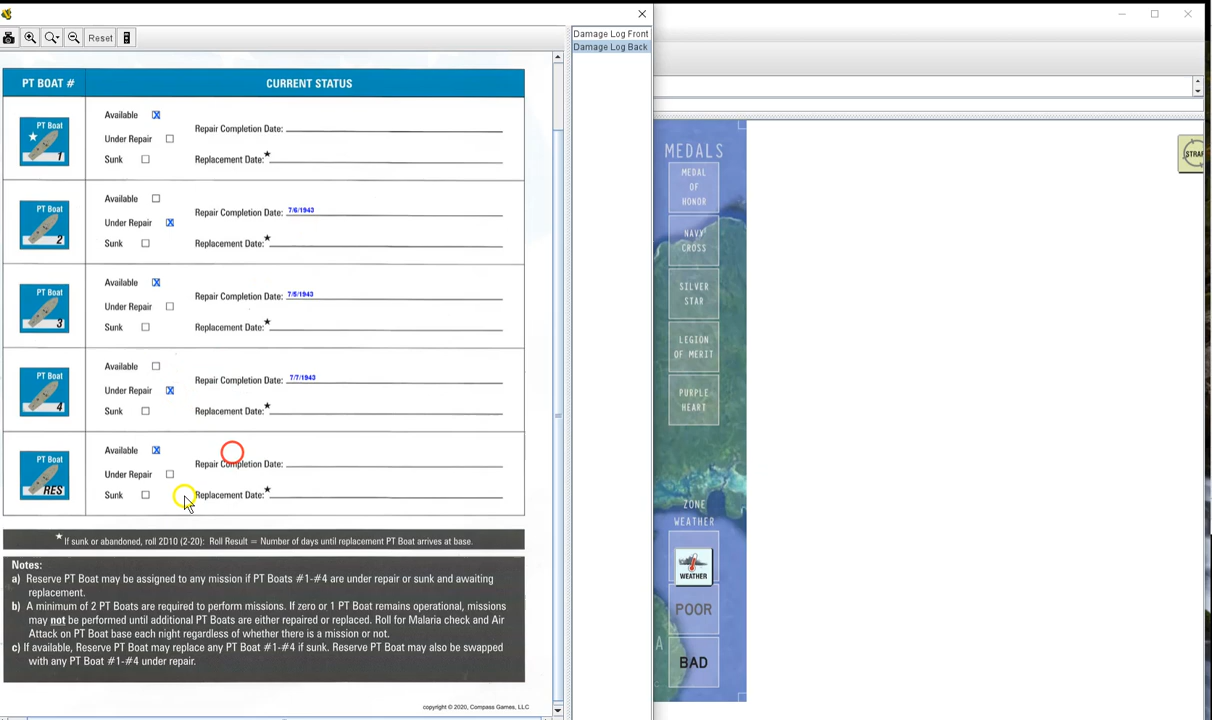 Reset
Damage Log Front
Damage Log Back
PT BOAT #
CURRENT STATUS
PT Boat
1
Available X
Under Repair
Sunk
Repair Completion Date:
Replacement Date:★
PT Boat
2
Available
Under Repair X
Sunk
Repair Completion Date: 7/6/1943
Replacement Date:★
PT Boat
3
Available X
Under Repair
Sunk
Repair Completion Date: 7/5/1943
Replacement Date:★
PT Boat
4
Available
Under Repair X
Sunk
Repair Completion Date: 7/7/1943
Replacement Date:★
PT Boat
RES
Available X
Under Repair
Sunk
Repair Completion Date:
Replacement Date:★
★ If sunk or abandoned, roll 2D10 (2-20): Roll Result = Number of days until replacement PT Boat arrives at base.
Notes:
a) Reserve PT Boat may be assigned to any mission if PT Boats #1-#4 are under repair or sunk and awaiting
replacement.
b) A minimum of 2 PT Boats are required to perform missions. If zero or 1 PT Boat remains operational, missions
may not be performed until additional PT Boats are either repaired or replaced. Roll for Malaria check and Air
Attack on PT Boat base each night regardless of whether there is a mission or not.
c) If available, Reserve PT Boat may replace any PT Boat #1-#4 if sunk. Reserve PT Boat may also be swapped
with any PT Boat #1-#4 under repair.
copyright © 2020, Compass Games, LLC
MEDALS
MEDAL
OF
HONOR
NAVY
CROSS
SILVER
STAR
LEGION
OF MERIT
PURPLE
HEART
ZONE
WEATHER
WEATHER
POOR
A
BAD
STRAF